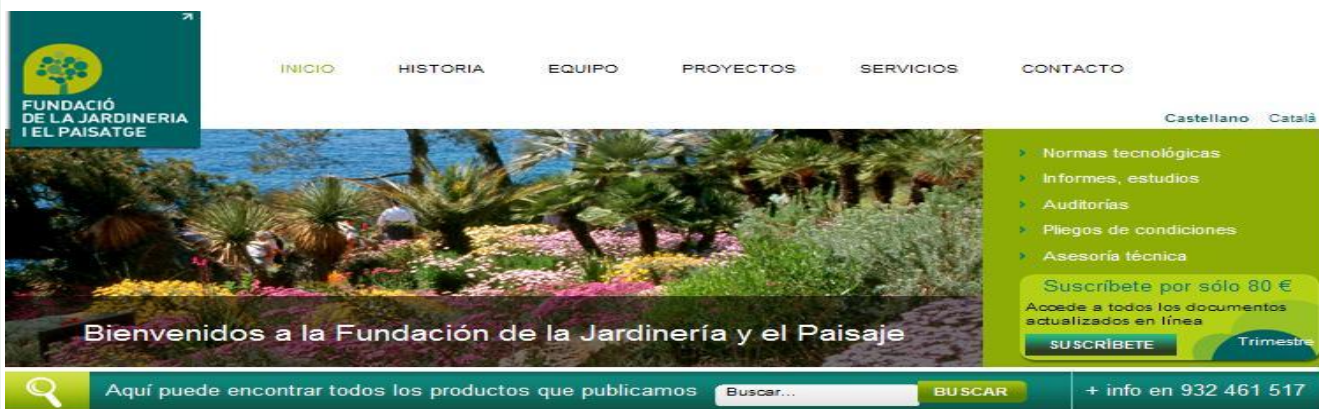 FUNDACIÓ
DE LA JARDINERIA
I EL PAISATGE
INICIO HISTORIA EQUIPO PROYECTOS SERVICIOS CONTACTO
Castellano Català
Normas tecnológicas
Informes, estudios
Auditorías
Pliegos de condiciones
Asesoría técnica
Suscríbete por sólo 80 €
Accede a todos los documentos
actualizados en línea
SUSCRÌBETE Trimestre
Bienvenidos a la Fundación de la Jardinería y el Paisaje
Aquí puede encontrar todos los productos que publicamos Buscar... BUSCAR + info en 932 461 517